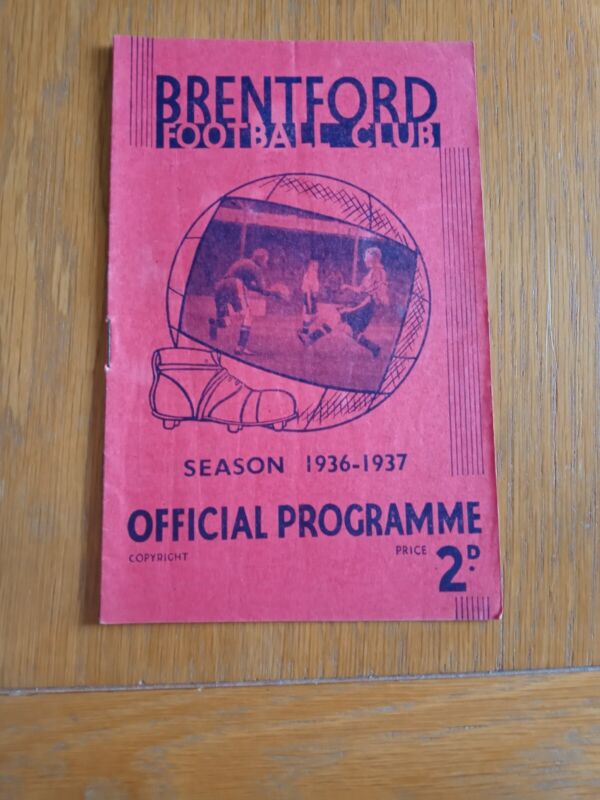 BRENTFORD
FOOTBALL CLUB
SEASON 1936-1937
OFFICIAL PROGRAMME
COPYRIGHT
PRICE 2D.